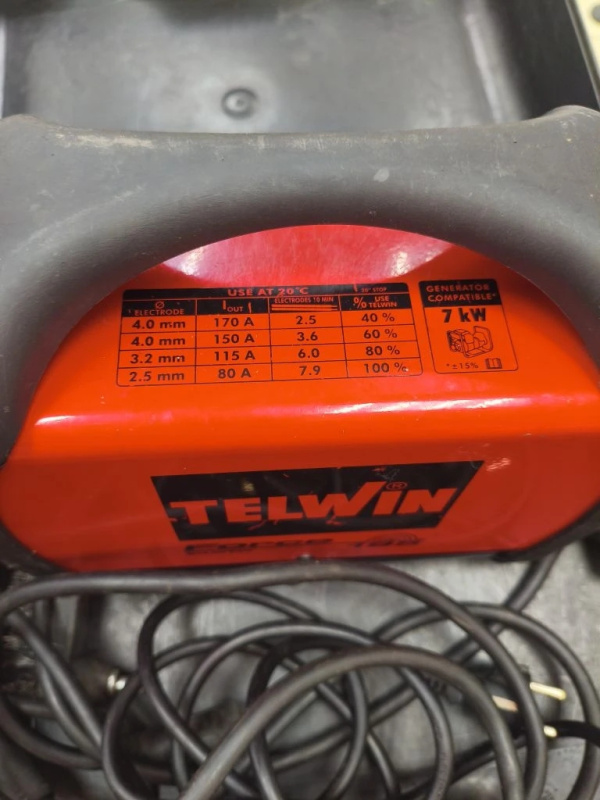 USE AT 20°C
Ø ELECTRODE IOUT ELECTRODES 10 MIN % USE TELWIN
4.0 mm 170 A 2.5 40 %
4.0 mm 150 A 3.6 60 %
3.2 mm 115 A 6.0 80 %
2.5 mm 80 A 7.9 100 %
GENERATOR
COMPATIBLE*
7 kW
*±15%
TELWIN
Force